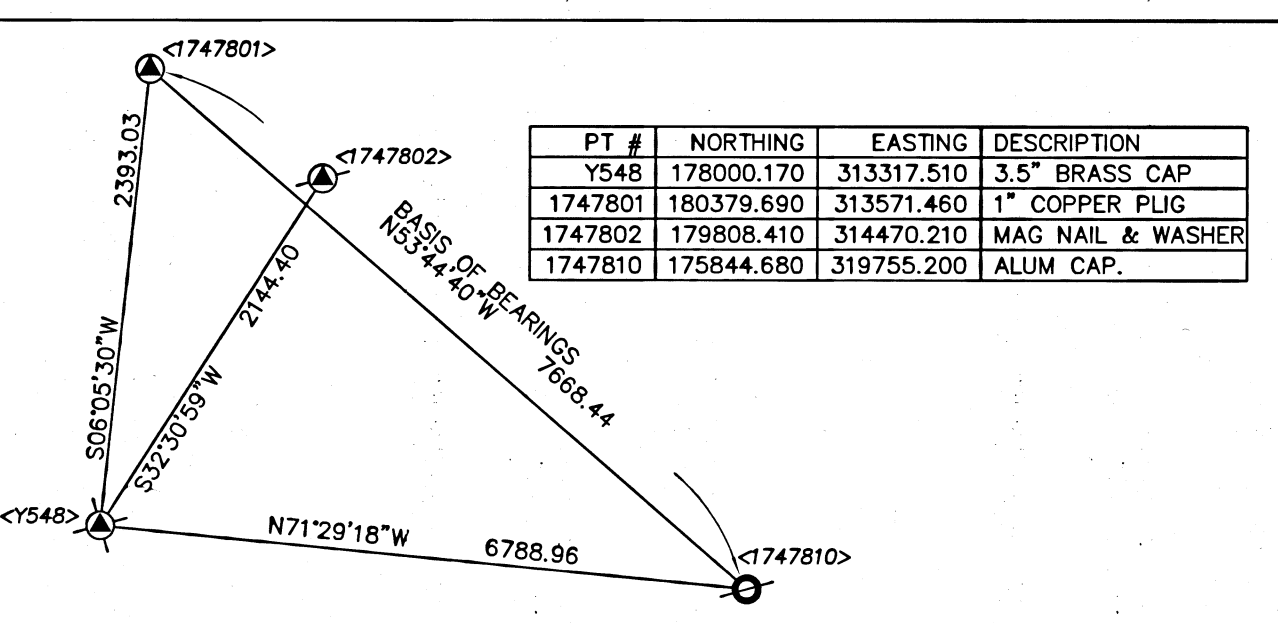 <1747801>
2393.03
<1747802>
PT # NORTHING EASTING DESCRIPTION
Y548 178000.170 313317.510 3.5" BRASS CAP
1747801 180379.690 313571.460 1" COPPER PLIG
1747802 179808.410 314470.210 MAG NAIL & WASHER
1747810 175844.680 319755.200 ALUM CAP.
BASIS OF BEARINGS
N53°44'40"W
7668.44
2144.40
S06°05'30"W
S32°30'59"W
<Y548>
N71°29'18"W
6788.96
<1747810>